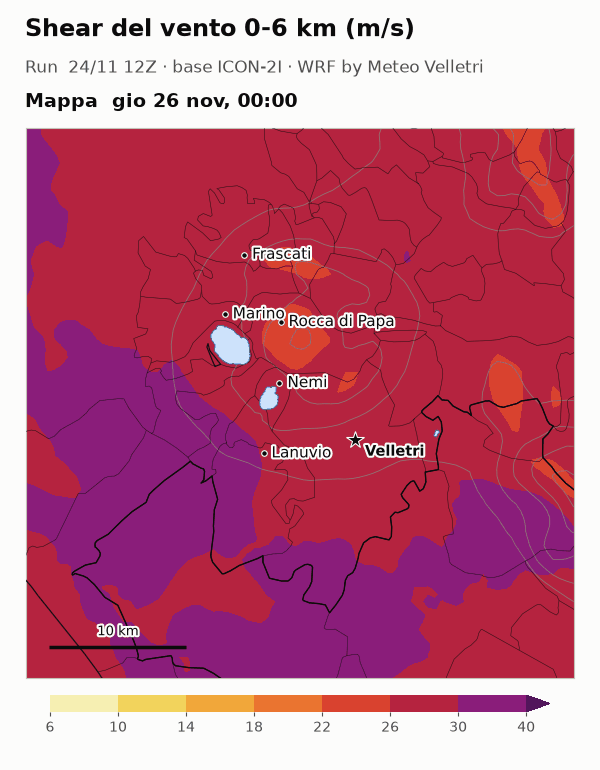 Shear del vento 0-6 km (m/s)
Run  24/11 12Z · base ICON-2I · WRF by Meteo Velletri
Mappa  gio 26 nov, 00:00
Frascati
Marino
Rocca di Papa
Nemi
Velletri
Lanuvio
10 km
6 10 14 18 22 26 30 40